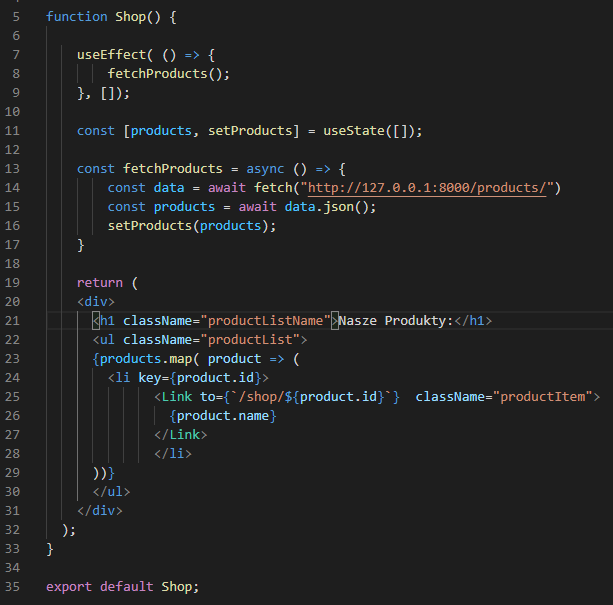 5 function Shop() {
6
7 useEffect( () => {
8 fetchProducts();
9 }, []);
10
11 const [products, setProducts] = useState([]);
12
13 const fetchProducts = async () => {
14 const data = await fetch("http://127.0.0.1:8000/products/")
15 const products = await data.json();
16 setProducts(products);
17 }
18
19 return (
20 <div>
21 <h1 className="productListName">Nasze Produkty:</h1>
22 <ul className="productList">
23 {products.map( product => (
24 <li key={product.id}>
25 <Link to={`/shop/${product.id}`}  className="productItem">
26 {product.name}
27 </Link>
28 </li>
29 ))}
30 </ul>
31 </div>
32 );
33 }
34
35 export default Shop;